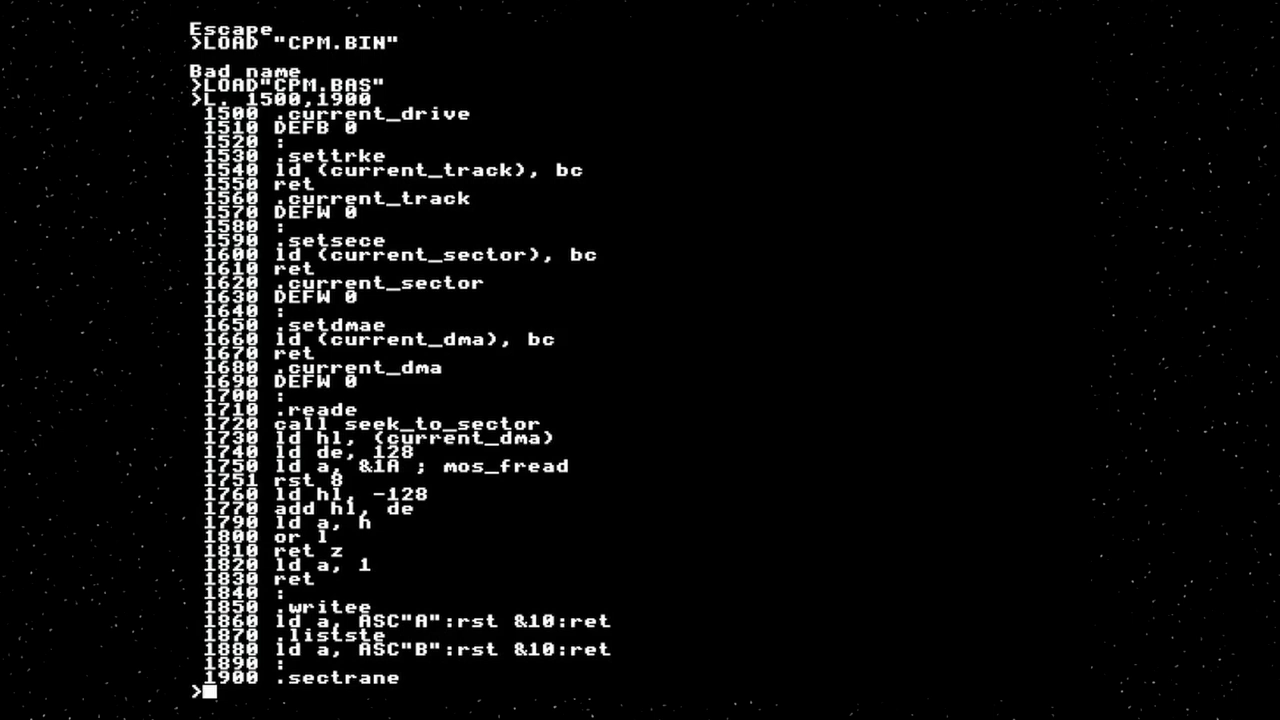 Escape
>LOAD "CPM.BIN"
Bad name
>LOAD"CPM.BAS"
>L. 1500,1900
1500 .current_drive
1510 DEFB 0
1520 :
1530 .settrke
1540 ld (current_track), bc
1550 ret
1560 .current_track
1570 DEFW 0
1580 :
1590 .setsece
1600 ld (current_sector), bc
1610 ret
1620 .current_sector
1630 DEFW 0
1640 :
1650 .setdmae
1660 ld (current_dma), bc
1670 ret
1680 .current_dma
1690 DEFW 0
1700 :
1710 .reade
1720 call seek_to_sector
1730 ld hl, (current_dma)
1740 ld de, 128
1750 ld a, &1A ; mos_fread
1751 rst 8
1760 ld hl, -128
1770 add hl, de
1790 ld a, h
1800 or l
1810 ret z
1820 ld a, 1
1830 ret
1840 :
1850 .writee
1860 ld a, ASC"A":rst &10:ret
1870 .listste
1880 ld a, ASC"B":rst &10:ret
1890 :
1900 .sectrane
>